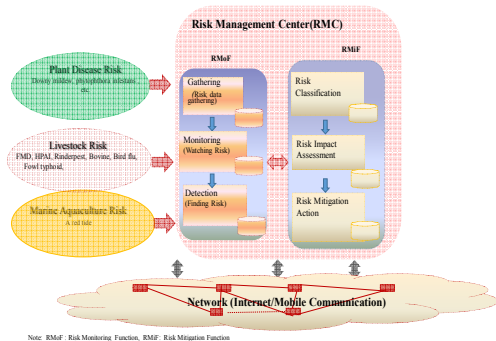 Risk Management Center(RMC)
RMoF
RMiF
Plant Disease Risk
Downy mildew, phytophthora infestans
etc
Livestock Risk
FMD, HPAI, Rinderpest, Bovine, Bird flu,
Fowl typhoid,
Marine Aquaculture Risk
A red tide
Gathering
(Risk data
gathering)
Monitoring
(Watching Risk)
Detection
(Finding Risk)
Risk
Classification
Risk Impact
Assessment
Risk Mitigation
Action
Network (Internet/Mobile Communication)
Note: RMoF : Risk Monitoring Function, RMiF : Risk Mitigation Function